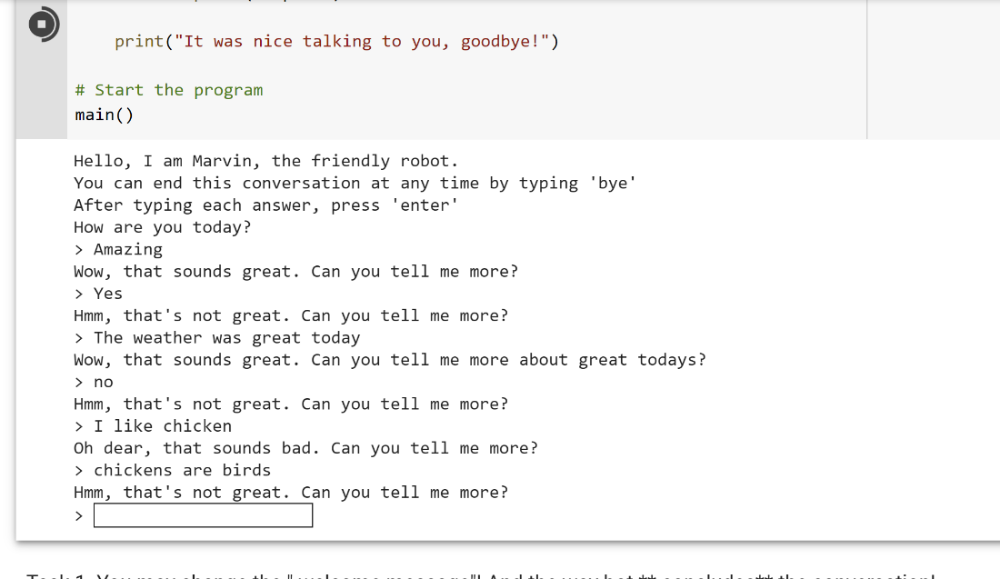 print("It was nice talking to you, goodbye!")
# Start the program
main()
Hello, I am Marvin, the friendly robot.
You can end this conversation at any time by typing 'bye'
After typing each answer, press 'enter'
How are you today?
> Amazing
Wow, that sounds great. Can you tell me more?
> Yes
Hmm, that's not great. Can you tell me more?
> The weather was great today
Wow, that sounds great. Can you tell me more about great todays?
> no
Hmm, that's not great. Can you tell me more?
> I like chicken
Oh dear, that sounds bad. Can you tell me more?
> chickens are birds
Hmm, that's not great. Can you tell me more?
>